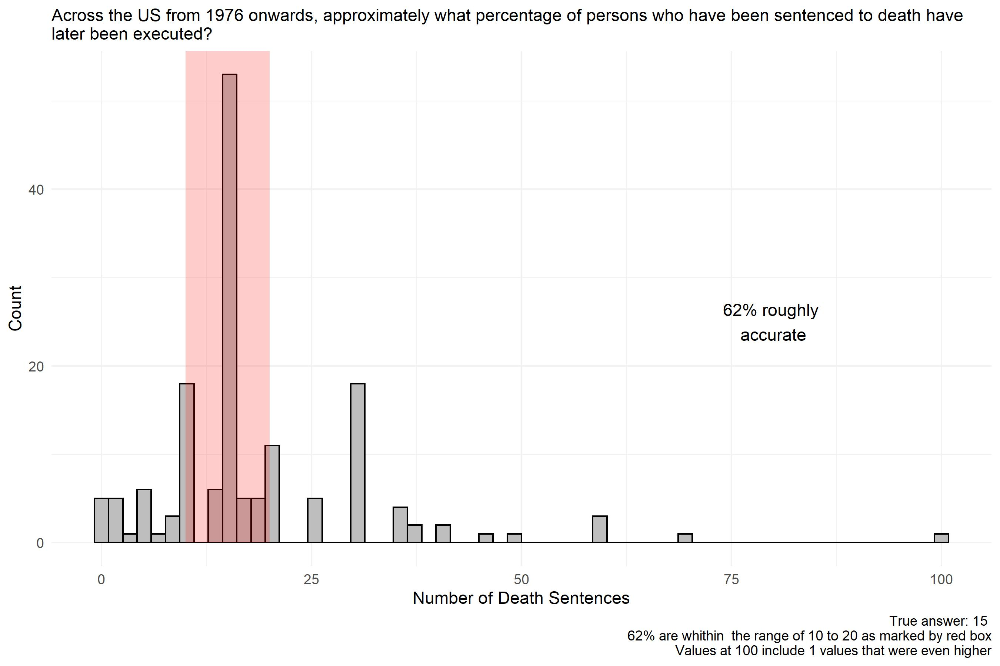 Across the US from 1976 onwards, approximately what percentage of persons who have been sentenced to death have
later been executed?
40
20
0
Count
62% roughly
accurate
0
25
50
75
100
Number of Death Sentences
True answer: 15
62% are whithin  the range of 10 to 20 as marked by red box
Values at 100 include 1 values that were even higher